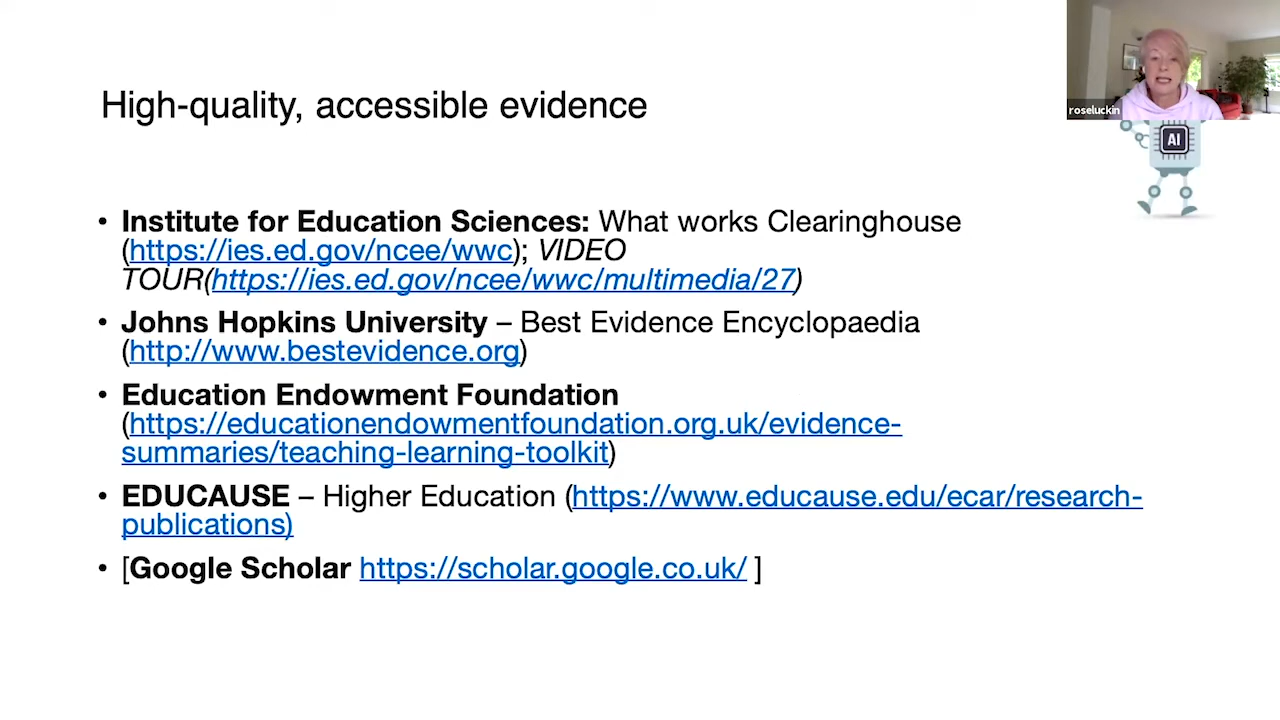 High-quality, accessible evidence
roseluckin
AI
• Institute for Education Sciences: What works Clearinghouse
(https://ies.ed.gov/ncee/wwc); VIDEO
TOUR(https://ies.ed.gov/ncee/wwc/multimedia/27)
• Johns Hopkins University – Best Evidence Encyclopaedia
(http://www.bestevidence.org)
• Education Endowment Foundation
(https://educationendowmentfoundation.org.uk/evidence-
summaries/teaching-learning-toolkit)
• EDUCAUSE – Higher Education (https://www.educause.edu/ecar/research-
publications)
• [Google Scholar https://scholar.google.co.uk/ ]